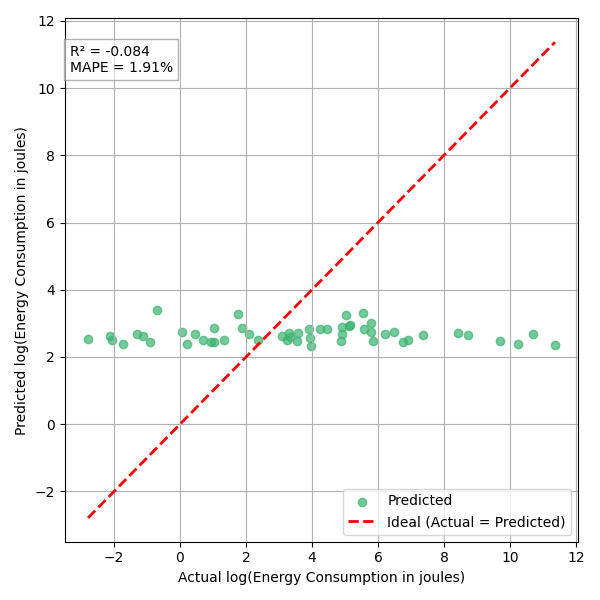 R² = -0.084
MAPE = 1.91%
12
10
8
6
4
2
0
−2
Predicted log(Energy Consumption in joules)
Predicted
Ideal (Actual = Predicted)
−2 0 2 4 6 8 10 12
Actual log(Energy Consumption in joules)